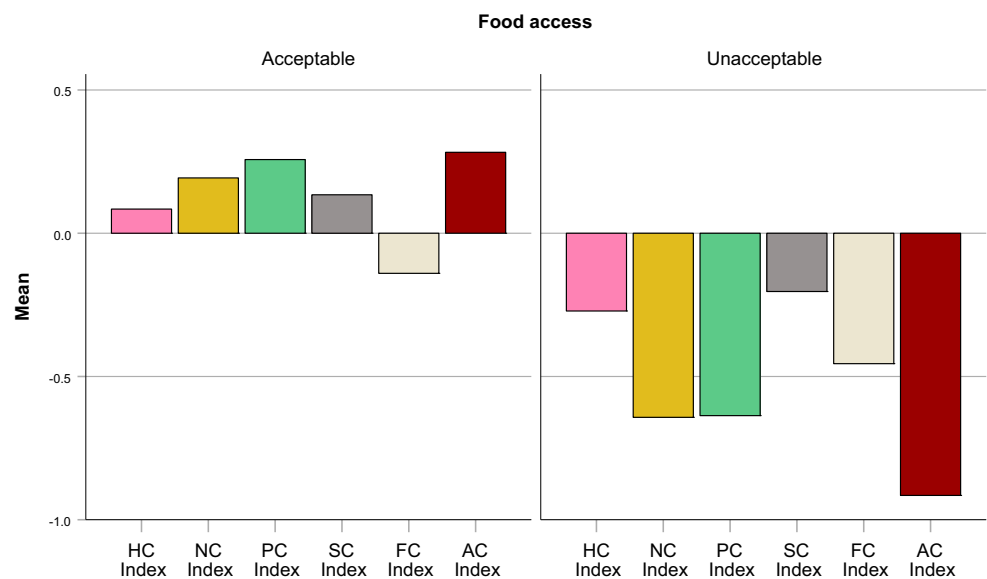 Food access
Acceptable
Unacceptable
Mean
0.5
0.0
-0.5
-1.0
HC
Index
NC
Index
PC
Index
SC
Index
FC
Index
AC
Index
HC
Index
NC
Index
PC
Index
SC
Index
FC
Index
AC
Index